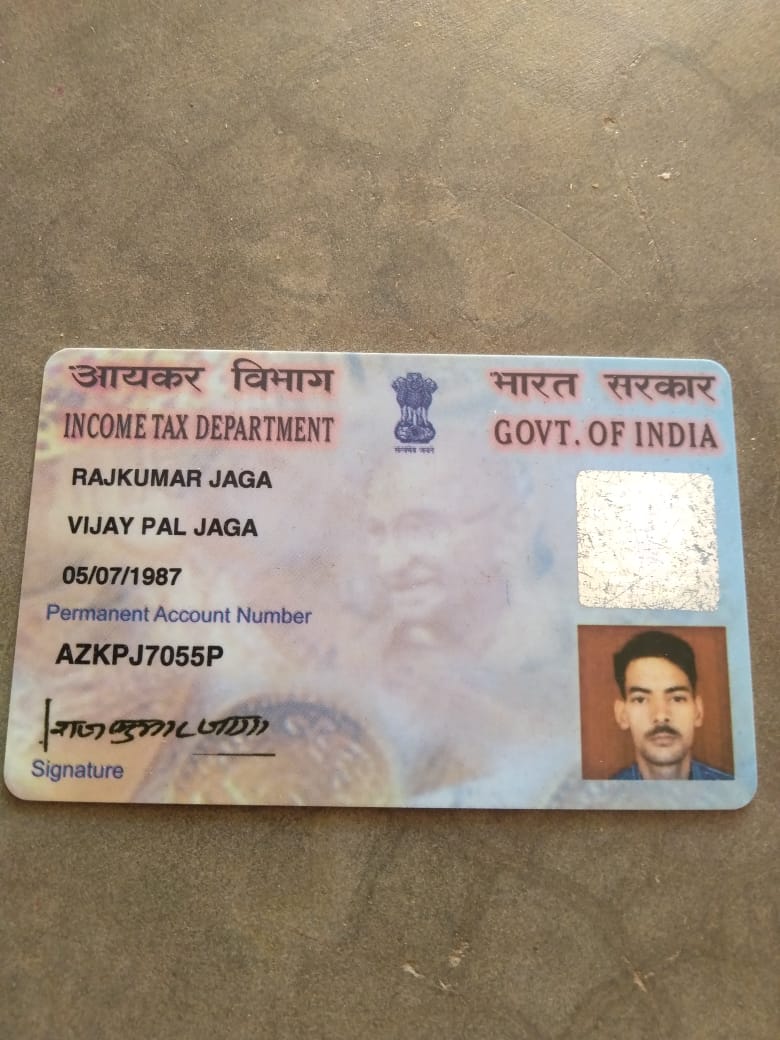 आयकर विभाग
INCOME TAX DEPARTMENT
सत्यमेव जयते
भारत सरकार
GOVT. OF INDIA
RAJKUMAR JAGA
VIJAY PAL JAGA
05/07/1987
Permanent Account Number
AZKPJ7055P
राजकुमार जागा
Signature